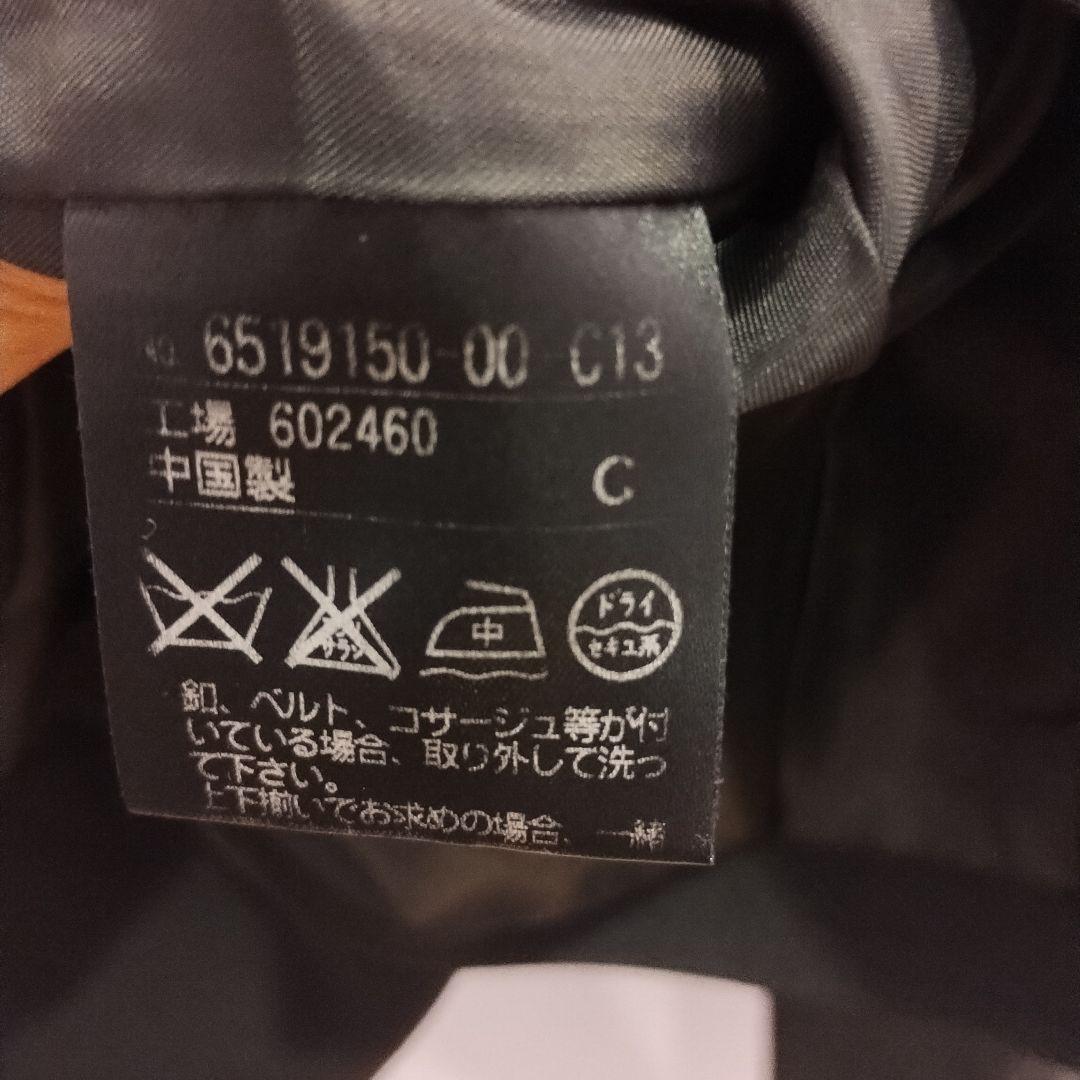 6519150-00-C13
工場 602460
中国製 C
中 ドライ
セキユ系
釦、ベルト、コサージュ等が付
いている場合、取り外して洗っ
て下さい。
上下揃いでお求めの場合、一緒